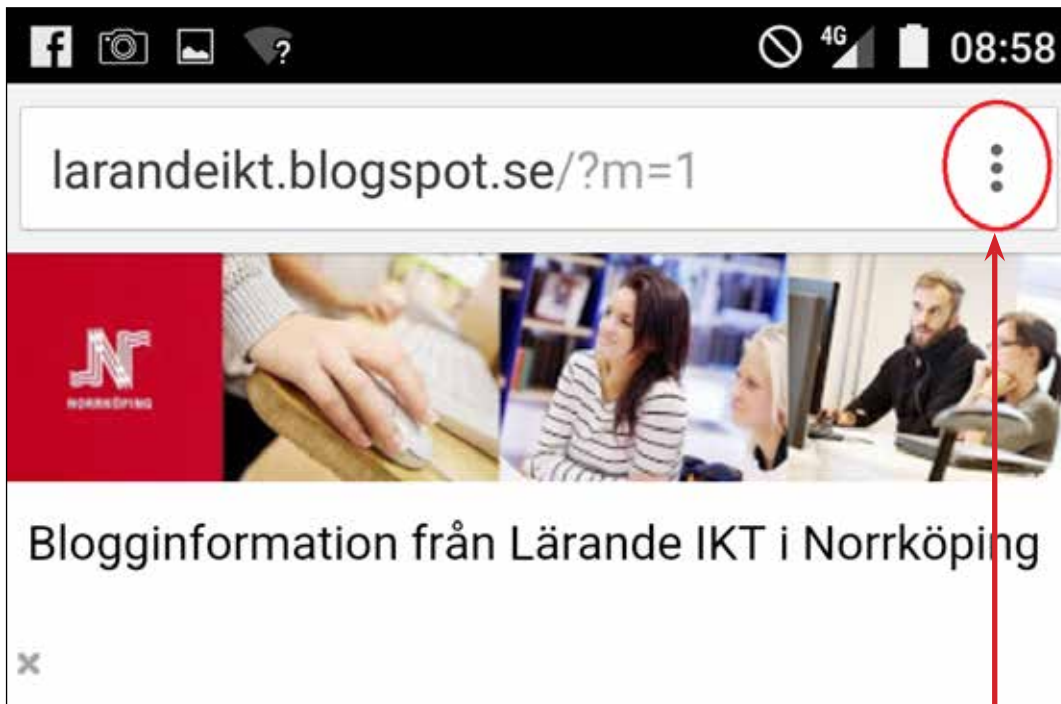 4G 08:58
larandeikt.blogspot.se/?m=1
N
NORRKÖPING
Blogginformation från Lärande IKT i Norrköping